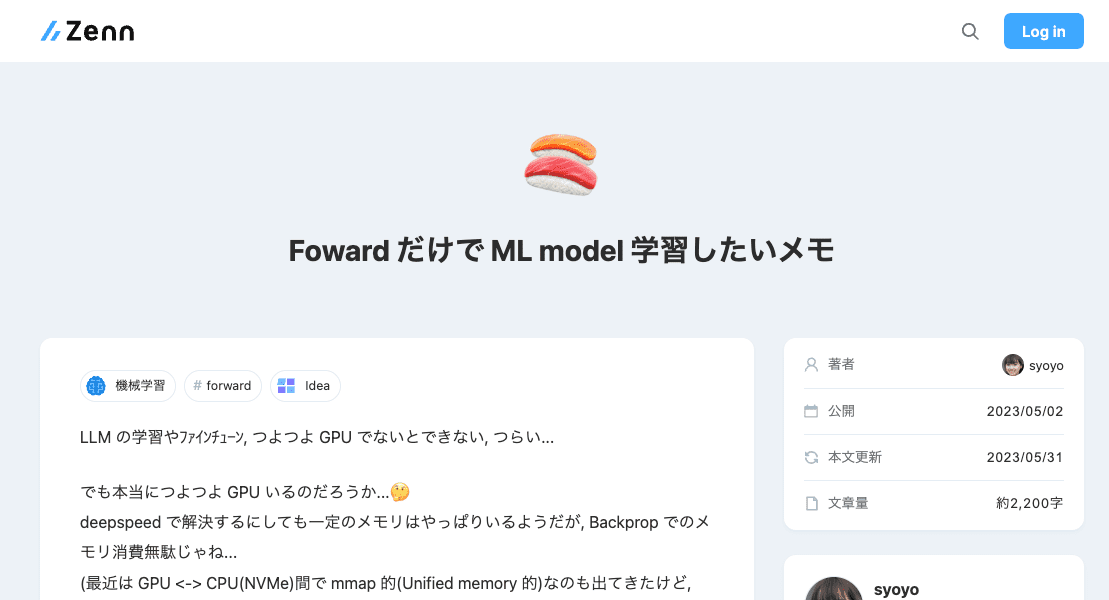 Zenn
Log in
Foward だけで ML model 学習したいメモ
機械学習
# forward
Idea
LLM の学習やﾌｧｲﾝﾁｭｰﾝ, つよつよ GPU でないとできない, つらい...
でも本当につよつよ GPU いるのだろうか...🤔
deepspeed で解決するにしても一定のメモリはやっぱりいるようだが, Backprop でのメ
モリ消費無駄じゃね...
(最近は GPU <-> CPU(NVMe)間で mmap 的(Unified memory 的)なのも出てきたけど,
著者
syoyo
公開
2023/05/02
本文更新
2023/05/31
文章量
約2,200字
syoyo